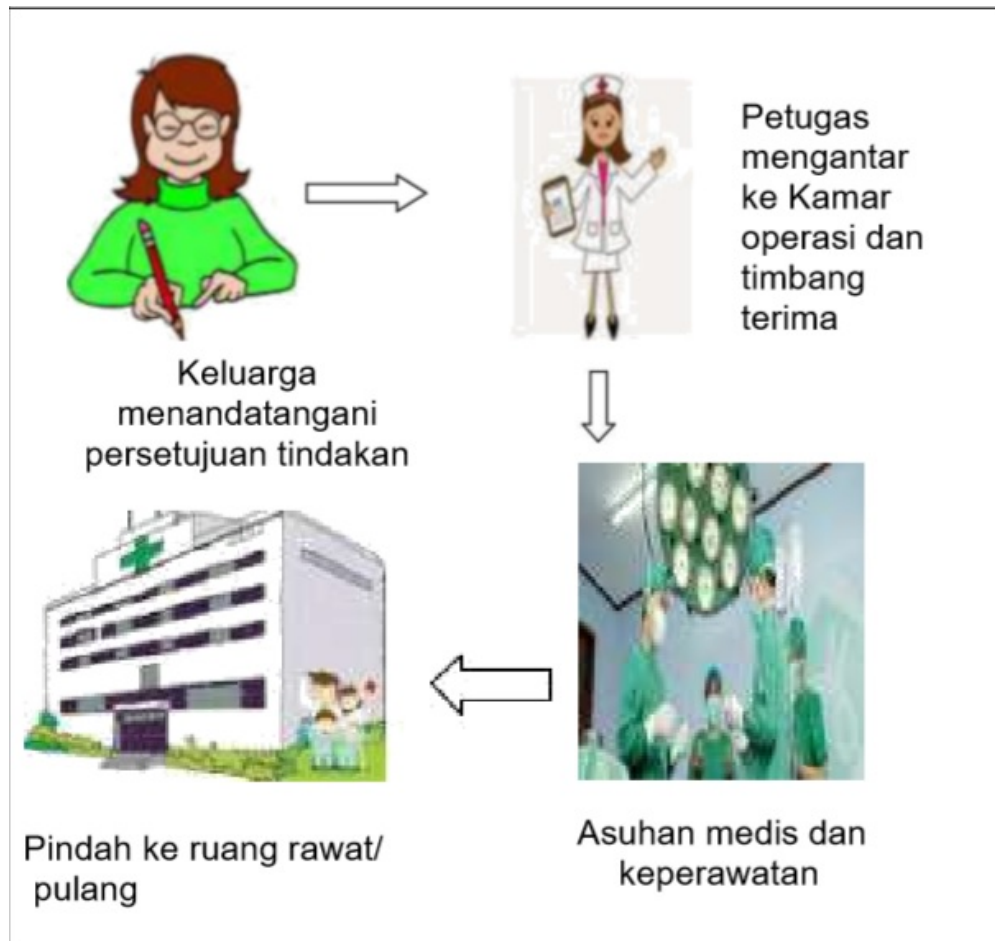 Keluarga
menandatangani
persetujuan tindakan
Petugas
mengantar
ke Kamar
operasi dan
timbang
terima
Asuhan medis dan
keperawatan
Pindah ke ruang rawat/
pulang